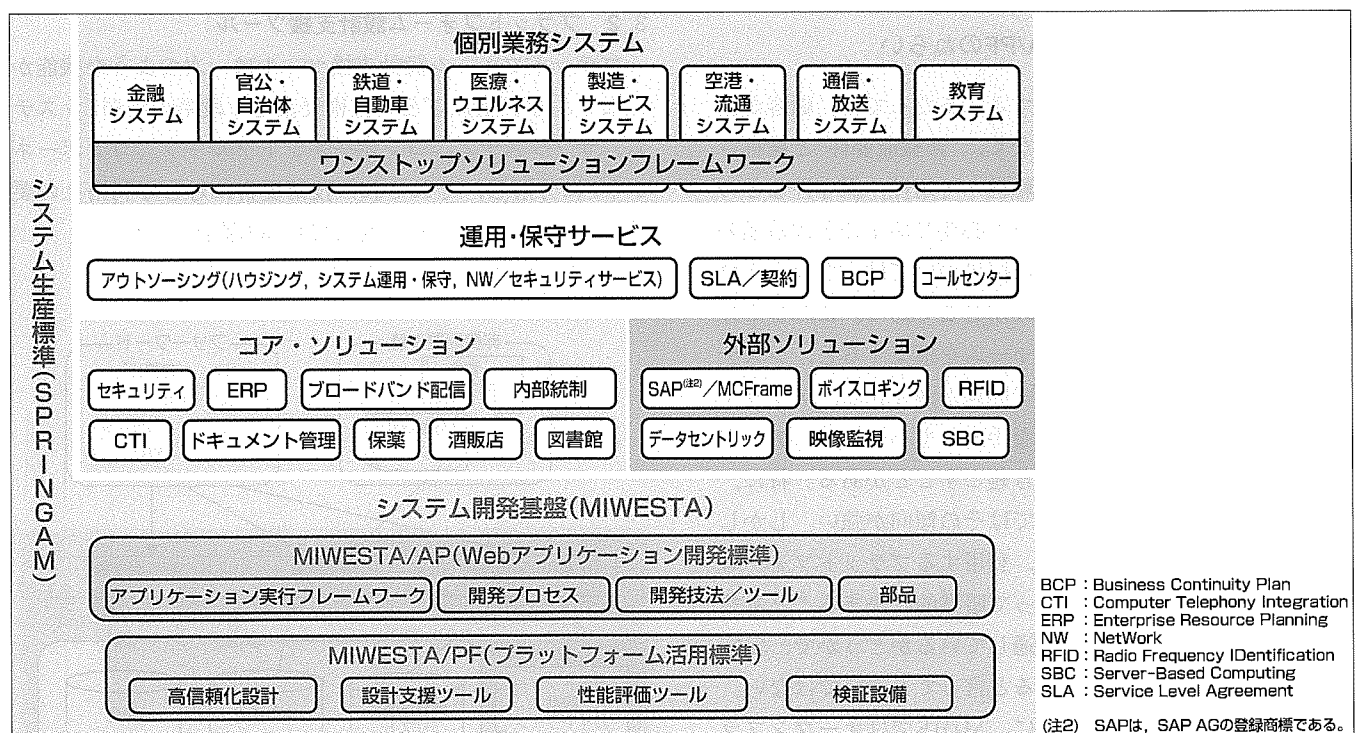 個別業務システム
金融
システム
官公・
自治体
システム
鉄道・
自動車
システム
医療・
ウエルネス
システム
製造・
サービス
システム
空港・
流通
システム
通信・
放送
システム
教育
システム
ワンストップソリューションフレームワーク
システム生産標準(SPRINGAM)
運用・保守サービス
アウトソーシング(ハウジング，システム運用・保守，NW／セキュリティサービス)
SLA／契約
BCP
コールセンター
コア・ソリューション
セキュリティ
ERP
ブロードバンド配信
内部統制
CTI
ドキュメント管理
保薬
酒販店
図書館
外部ソリューション
SAP(注2)／MCFrame
ボイスロギング
RFID
データセントリック
映像監視
SBC
システム開発基盤(MIWESTA)
MIWESTA/AP(Webアプリケーション開発標準)
アプリケーション実行フレームワーク
開発プロセス
開発技法／ツール
部品
MIWESTA/PF(プラットフォーム活用標準)
高信頼化設計
設計支援ツール
性能評価ツール
検証設備
BCP：Business Continuity Plan
CTI：Computer Telephony Integration
ERP：Enterprise Resource Planning
NW：NetWork
RFID：Radio Frequency IDentification
SBC：Server-Based Computing
SLA：Service Level Agreement
(注2) SAPは，SAP AGの登録商標である。